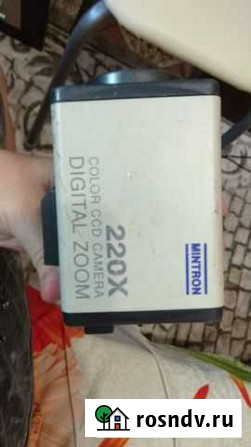 MINTRON
220X
COLOR CCD CAMERA
DIGITAL ZOOM
rosndv.ru